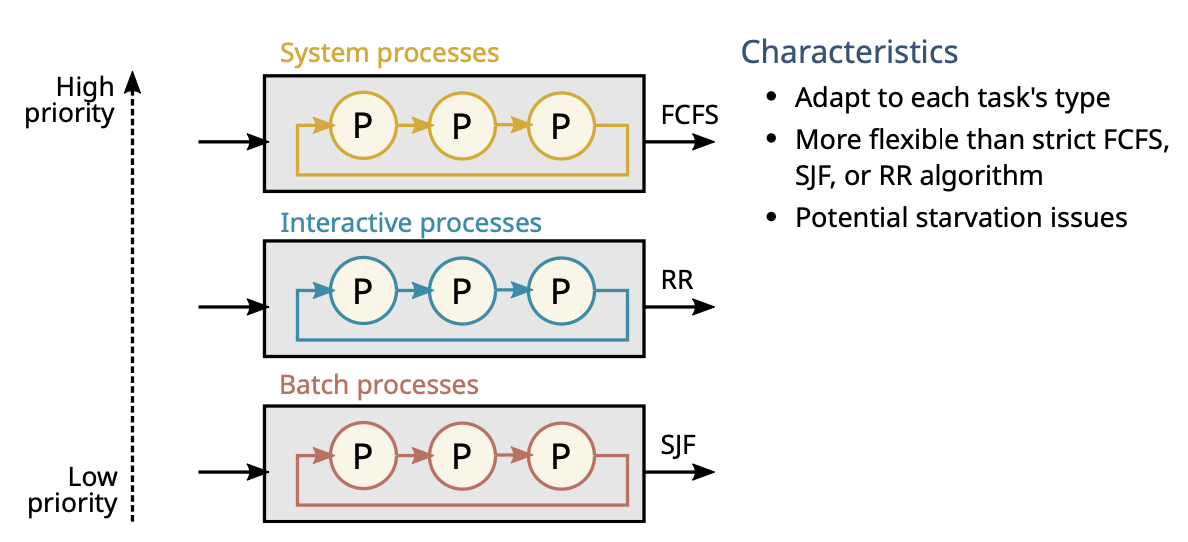 System processes
High
priority
P P P
FCFS
Interactive processes
P P P
RR
Batch processes
P P P
SJF
Low
priority
Characteristics
• Adapt to each task's type
• More flexible than strict FCFS,
SJF, or RR algorithm
• Potential starvation issues